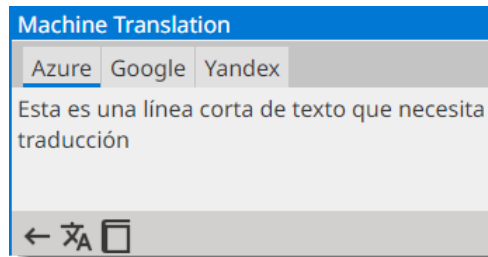 Machine Translation
Azure Google Yandex
Esta es una línea corta de texto que necesita
traducción